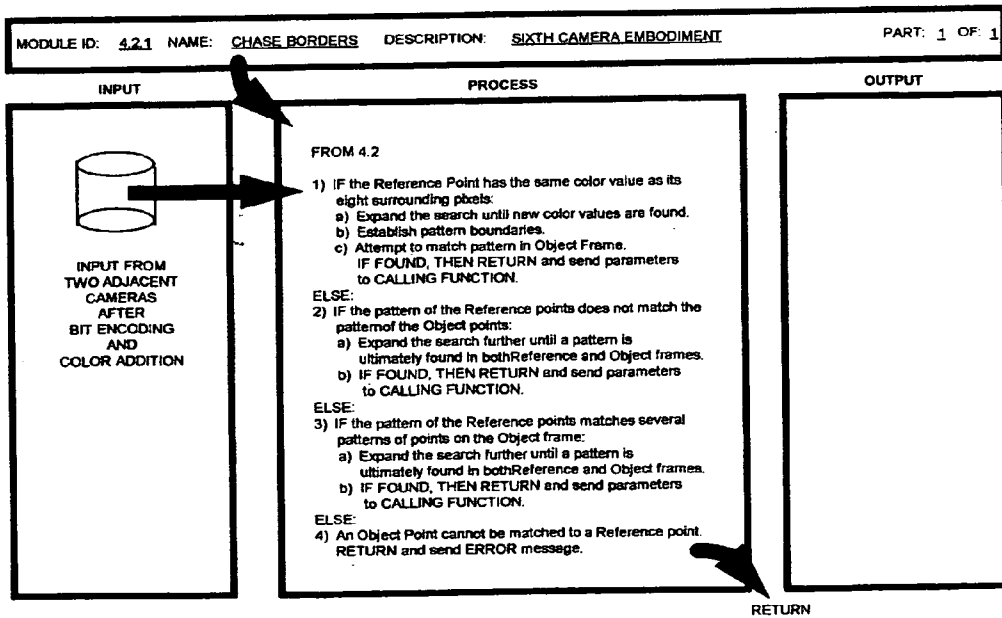 MODULE ID: 4.2.1 NAME: CHASE BORDERS DESCRIPTION: SIXTH CAMERA EMBODIMENT PART: 1 OF: 1
INPUT PROCESS OUTPUT
INPUT FROM
TWO ADJACENT
CAMERAS
AFTER
BIT ENCODING
AND
COLOR ADDITION
FROM 4.2
1) IF the Reference Point has the same color value as its
eight surrounding pixels:
a) Expand the search until new color values are found.
b) Establish pattern boundaries.
c) Attempt to match pattern in Object Frame.
IF FOUND, THEN RETURN and send parameters
to CALLING FUNCTION.
ELSE:
2) IF the pattern of the Reference points does not match the
patternof the Object points:
a) Expand the search further until a pattern is
ultimately found in bothReference and Object frames.
b) IF FOUND, THEN RETURN and send parameters
to CALLING FUNCTION.
ELSE:
3) IF the pattern of the Reference points matches several
patterns of points on the Object frame:
a) Expand the search further until a pattern is
ultimately found in bothReference and Object frames.
b) IF FOUND, THEN RETURN and send parameters
to CALLING FUNCTION.
ELSE:
4) An Object Point cannot be matched to a Reference point.
RETURN and send ERROR message.
RETURN